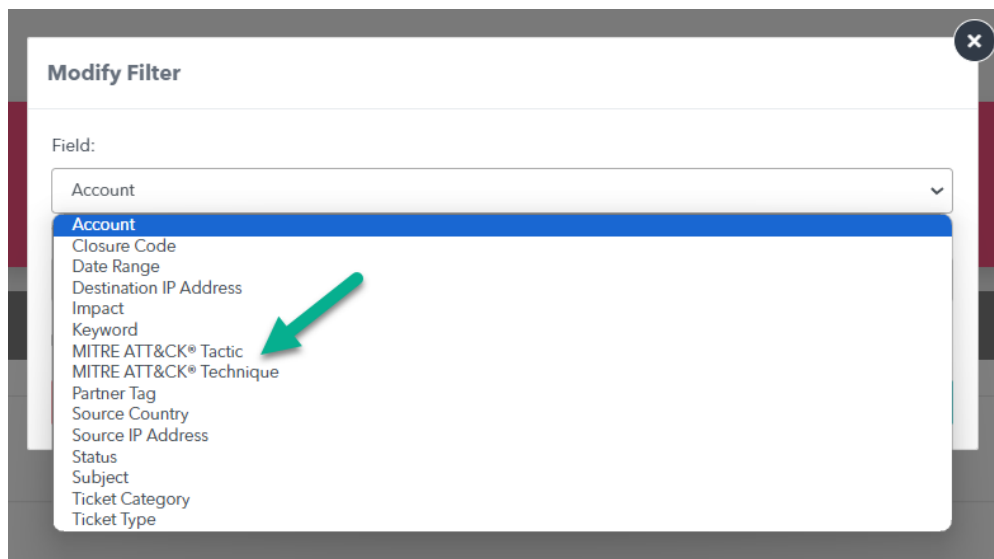 Modify Filter
Field:
Account
Account
Closure Code
Date Range
Destination IP Address
Impact
Keyword
MITRE ATT&CK® Tactic
MITRE ATT&CK® Technique
Partner Tag
Source Country
Source IP Address
Status
Subject
Ticket Category
Ticket Type